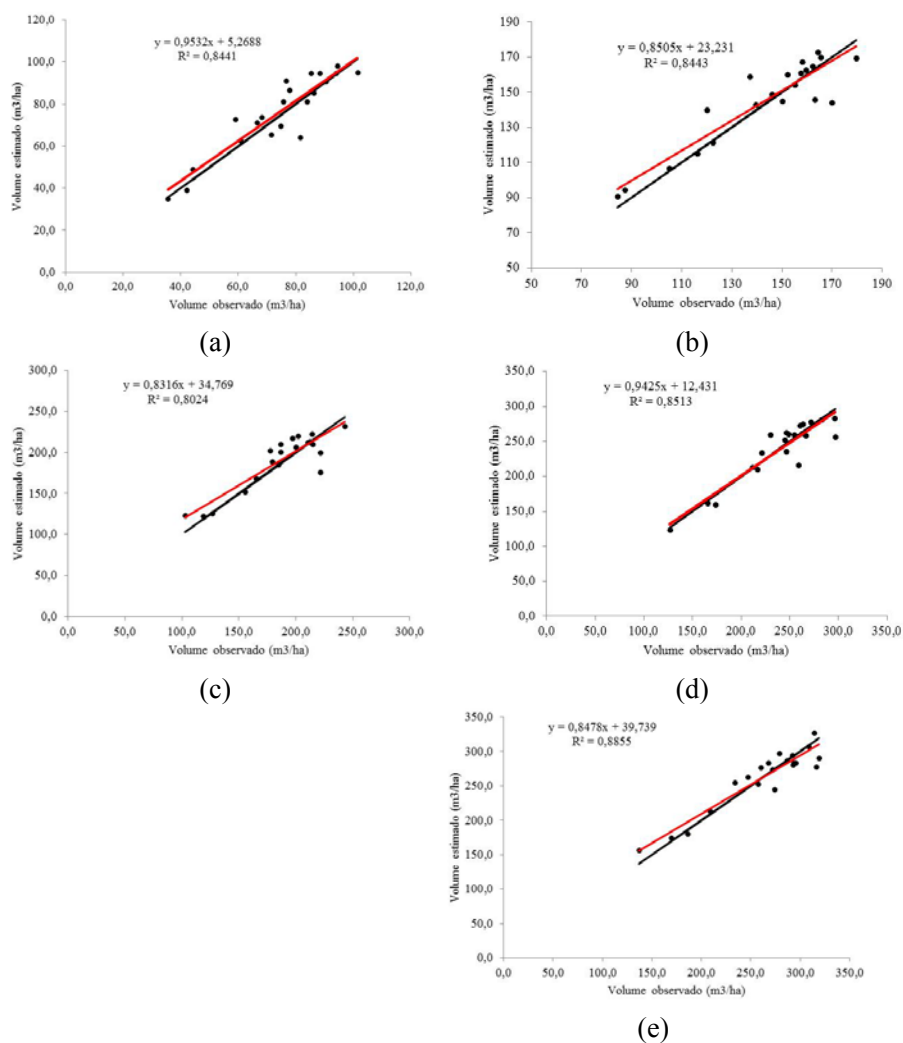 y = 0,9532x + 5,2688
R² = 0,8441
Volume estimado (m3/ha)
120,0
100,0
80,0
60,0
40,0
20,0
0,0
0,0 20,0 40,0 60,0 80,0 100,0 120,0
Volume observado (m3/ha)
(a)
y = 0,8505x + 23,231
R² = 0,8443
Volume estimado (m3/ha)
190
170
150
130
110
90
70
50
50 70 90 110 130 150 170 190
Volume observado (m3/ha)
(b)
y = 0,8316x + 34,769
R² = 0,8024
Volume estimado (m3/ha)
300,0
250,0
200,0
150,0
100,0
50,0
0,0
0,0 50,0 100,0 150,0 200,0 250,0 300,0
Volume observado (m3/ha)
(c)
y = 0,9425x + 12,431
R² = 0,8513
Volume estimado (m3/ha)
350,0
300,0
250,0
200,0
150,0
100,0
50,0
0,0
0,0 50,0 100,0 150,0 200,0 250,0 300,0 350,0
Volume observado (m3/ha)
(d)
y = 0,8478x + 39,739
R² = 0,8855
Volume estimado (m3/ha)
350,0
300,0
250,0
200,0
150,0
100,0
50,0
0,0
0,0 50,0 100,0 150,0 200,0 250,0 300,0 350,0
Volume observado (m3/ha)
(e)